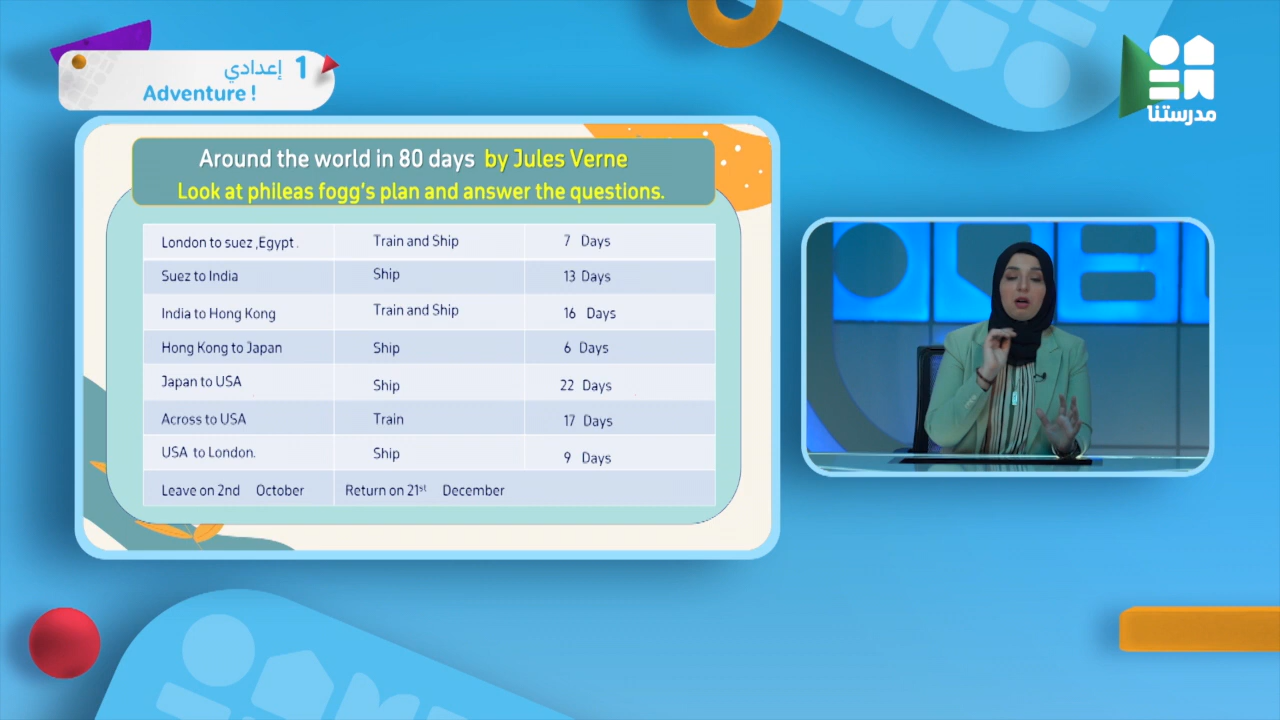 1 إعدادي
Adventure !
مدرستنا
Around the world in 80 days by Jules Verne
Look at phileas fogg's plan and answer the questions.
London to suez ,Egypt . Train and Ship 7 Days
Suez to India Ship 13 Days
India to Hong Kong Train and Ship 16 Days
Hong Kong to Japan Ship 6 Days
Japan to USA Ship 22 Days
Across to USA Train 17 Days
USA to London. Ship 9 Days
Leave on 2nd October Return on 21st December